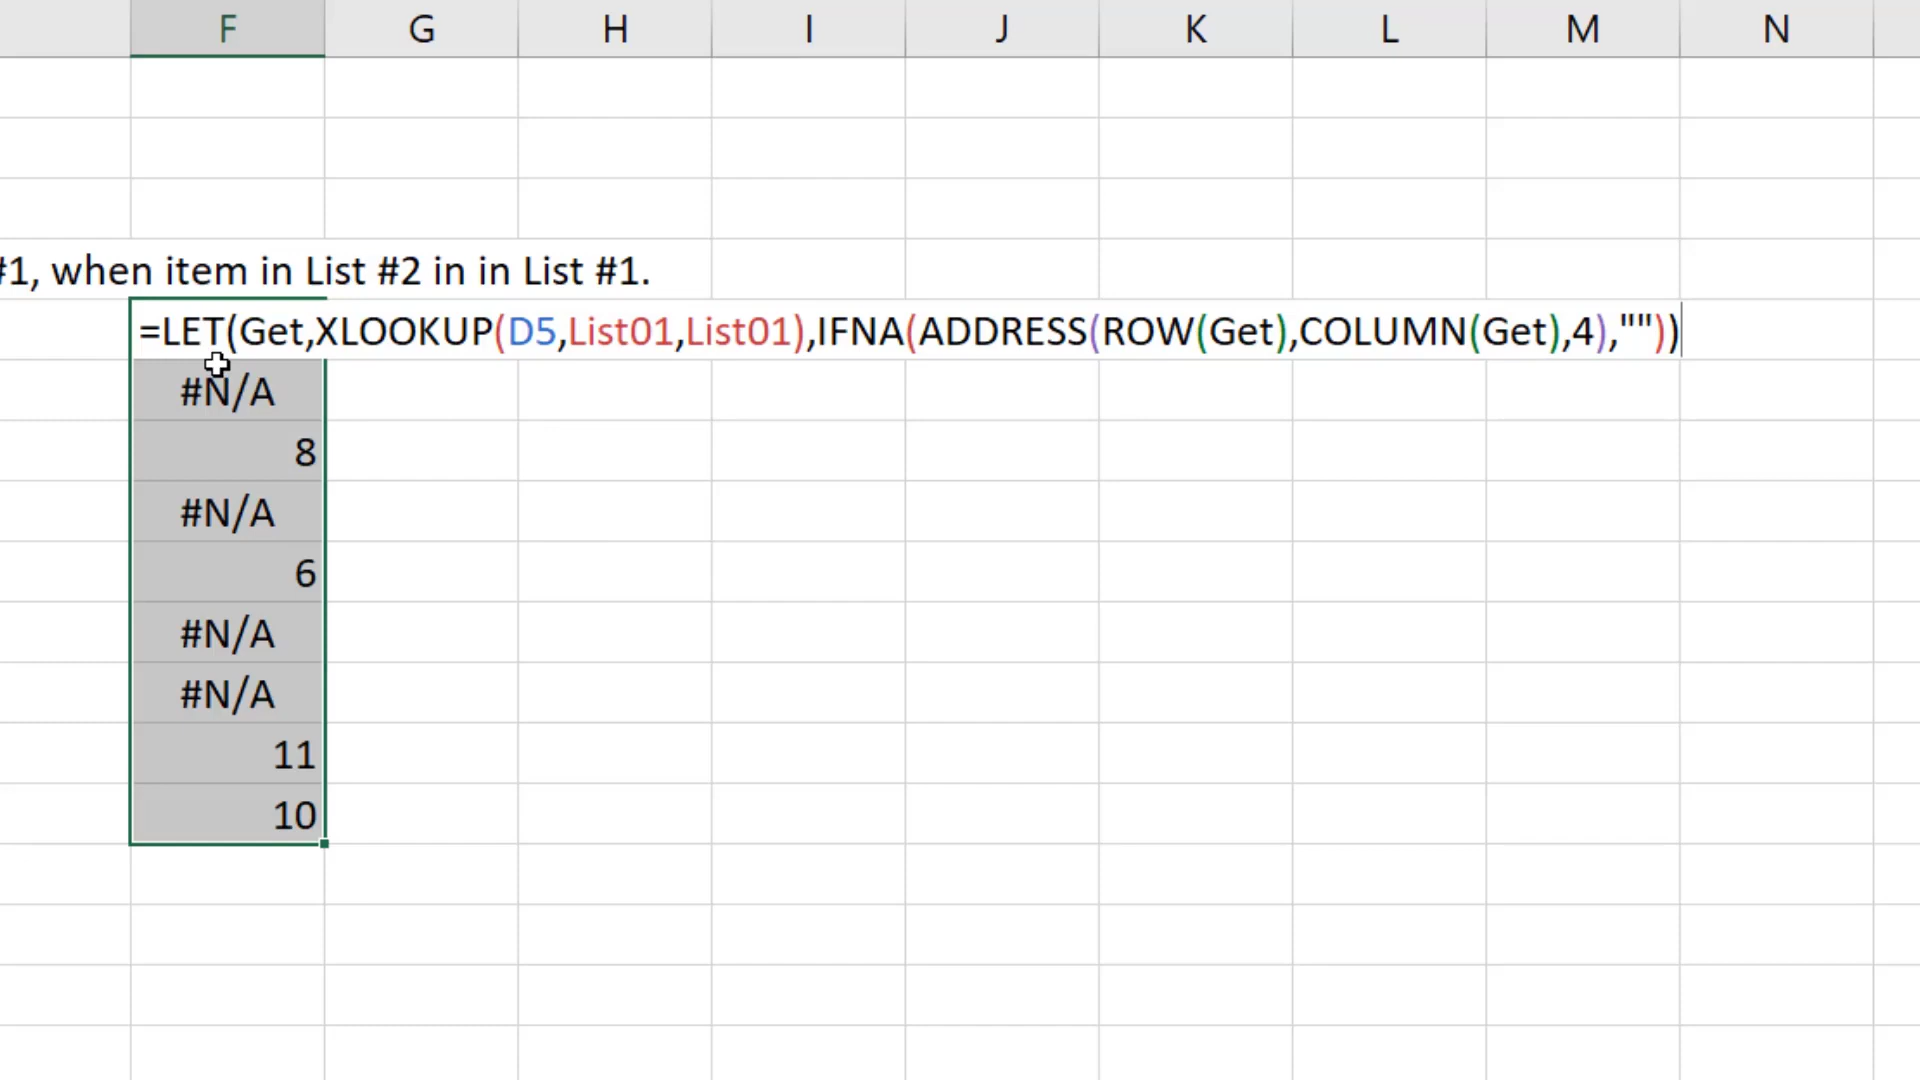 F G H I J K L M N
#1, when item in List #2 in in List #1.
=LET(Get,XLOOKUP(D5,List01,List01),IFNA(ADDRESS(ROW(Get),COLUMN(Get),4),""))
#N/A
8
#N/A
6
#N/A
#N/A
11
10